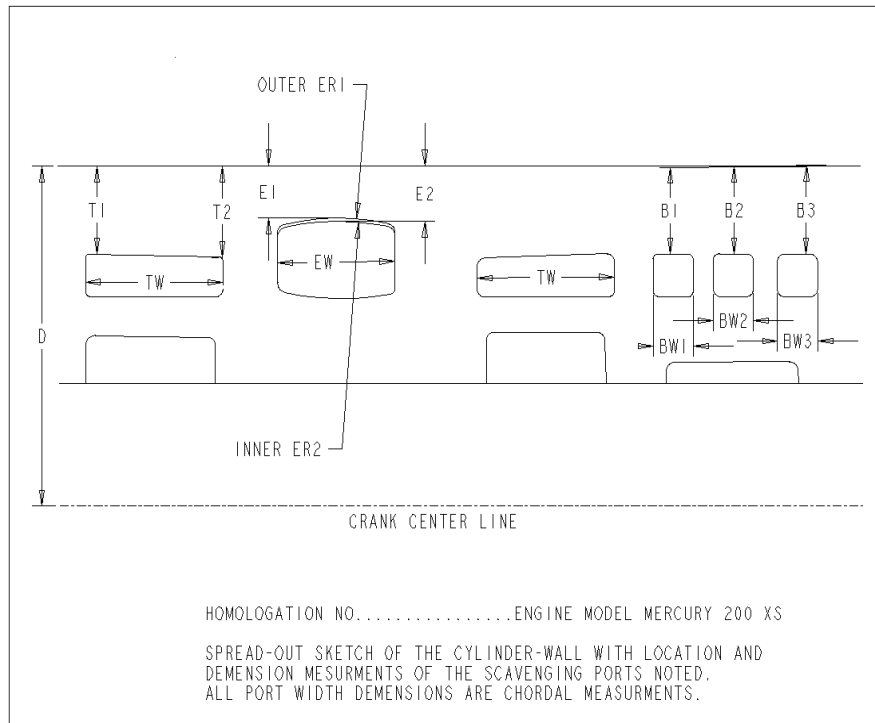 OUTER ER1
E1
E2
T1
T2
B1
B2
B3
EW
TW
TW
BW2
D
BW1
BW3
INNER ER2
CRANK CENTER LINE
HOMOLOGATION NO................ENGINE MODEL MERCURY 200 XS
SPREAD-OUT SKETCH OF THE CYLINDER-WALL WITH LOCATION AND
DEMENSION MESURMENTS OF THE SCAVENGING PORTS NOTED.
ALL PORT WIDTH DEMENSIONS ARE CHORDAL MEASURMENTS.